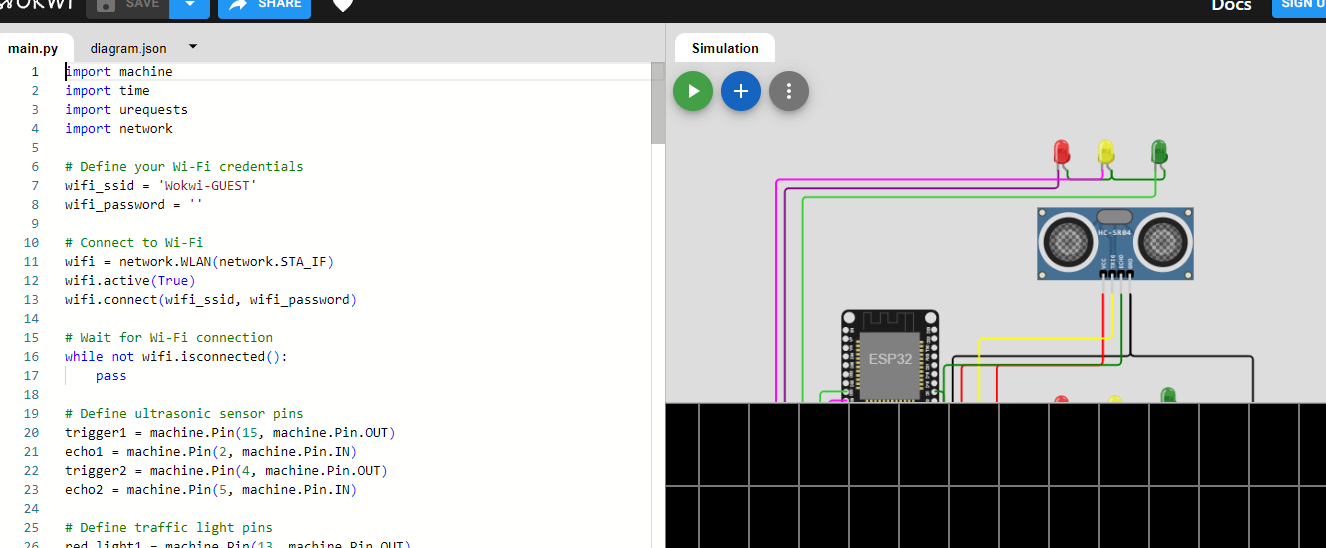 WOKWI SAVE SHARE Docs SIGN U
main.py diagram.json
Simulation
1 import machine
2 import time
3 import urequests
4 import network
5
6 # Define your Wi-Fi credentials
7 wifi_ssid = 'Wokwi-GUEST'
8 wifi_password = ''
9
10 # Connect to Wi-Fi
11 wifi = network.WLAN(network.STA_IF)
12 wifi.active(True)
13 wifi.connect(wifi_ssid, wifi_password)
14
15 # Wait for Wi-Fi connection
16 while not wifi.isconnected():
17 pass
18
19 # Define ultrasonic sensor pins
20 trigger1 = machine.Pin(15, machine.Pin.OUT)
21 echo1 = machine.Pin(2, machine.Pin.IN)
22 trigger2 = machine.Pin(4, machine.Pin.OUT)
23 echo2 = machine.Pin(5, machine.Pin.IN)
24
25 # Define traffic light pins
26 red_light1 = machine.Pin(13, machine.Pin.OUT)
HC-SR04
VCC
TRIG
ECHO
GND
ESP32